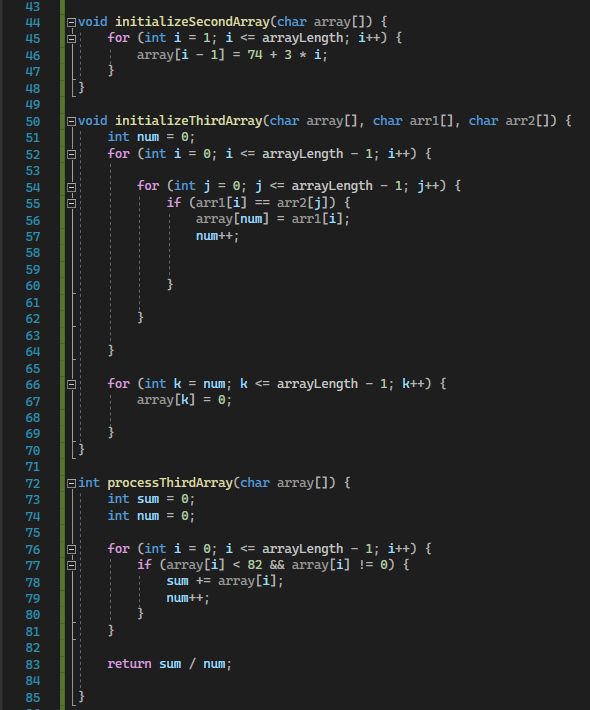 43
44 void initializeSecondArray(char array[]) {
45 for (int i = 1; i <= arrayLength; i++) {
46 array[i - 1] = 74 + 3 * i;
47 }
48 }
49
50 void initializeThirdArray(char array[], char arr1[], char arr2[]) {
51 int num = 0;
52 for (int i = 0; i <= arrayLength - 1; i++) {
53
54 for (int j = 0; j <= arrayLength - 1; j++) {
55 if (arr1[i] == arr2[j]) {
56 array[num] = arr1[i];
57 num++;
58
59
60 }
61
62 }
63
64 }
65
66 for (int k = num; k <= arrayLength - 1; k++) {
67 array[k] = 0;
68
69 }
70 }
71
72 int processThirdArray(char array[]) {
73 int sum = 0;
74 int num = 0;
75
76 for (int i = 0; i <= arrayLength - 1; i++) {
77 if (array[i] < 82 && array[i] != 0) {
78 sum += array[i];
79 num++;
80 }
81 }
82
83 return sum / num;
84
85 }